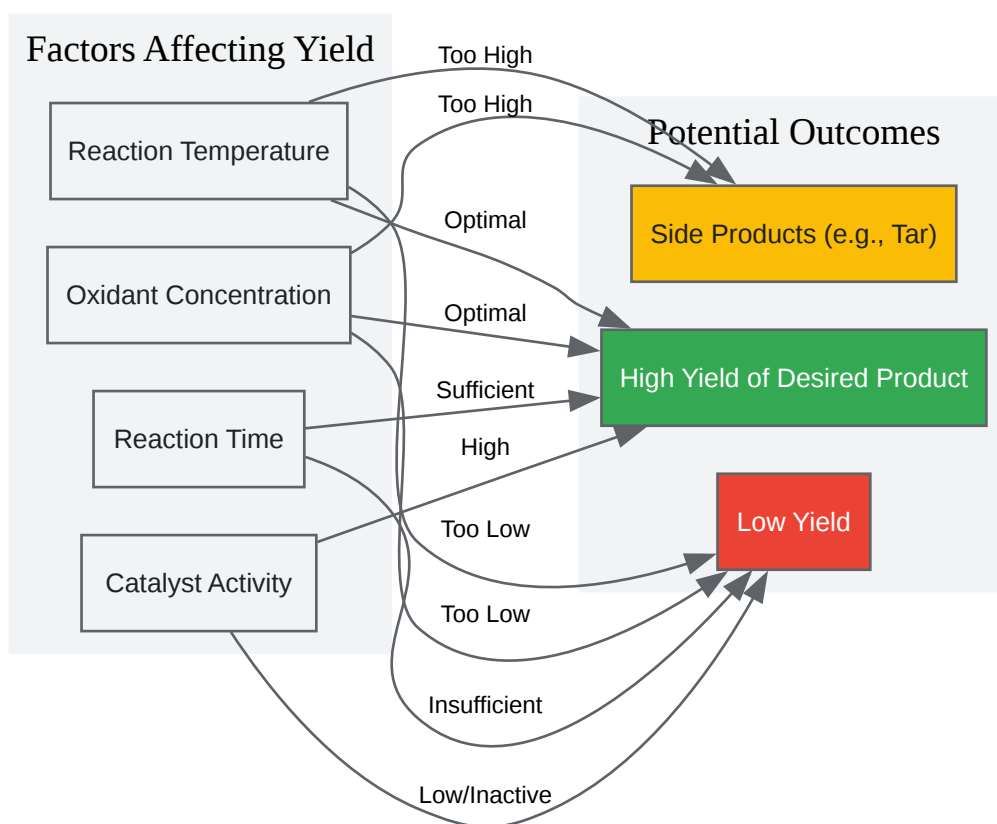 Factors Affecting Yield
Reaction Temperature
Oxidant Concentration
Reaction Time
Catalyst Activity
Too High
Too High
Optimal
Optimal
Sufficient
High
Too Low
Too Low
Insufficient
Low/Inactive
Potential Outcomes
Side Products (e.g., Tar)
High Yield of Desired Product
Low Yield